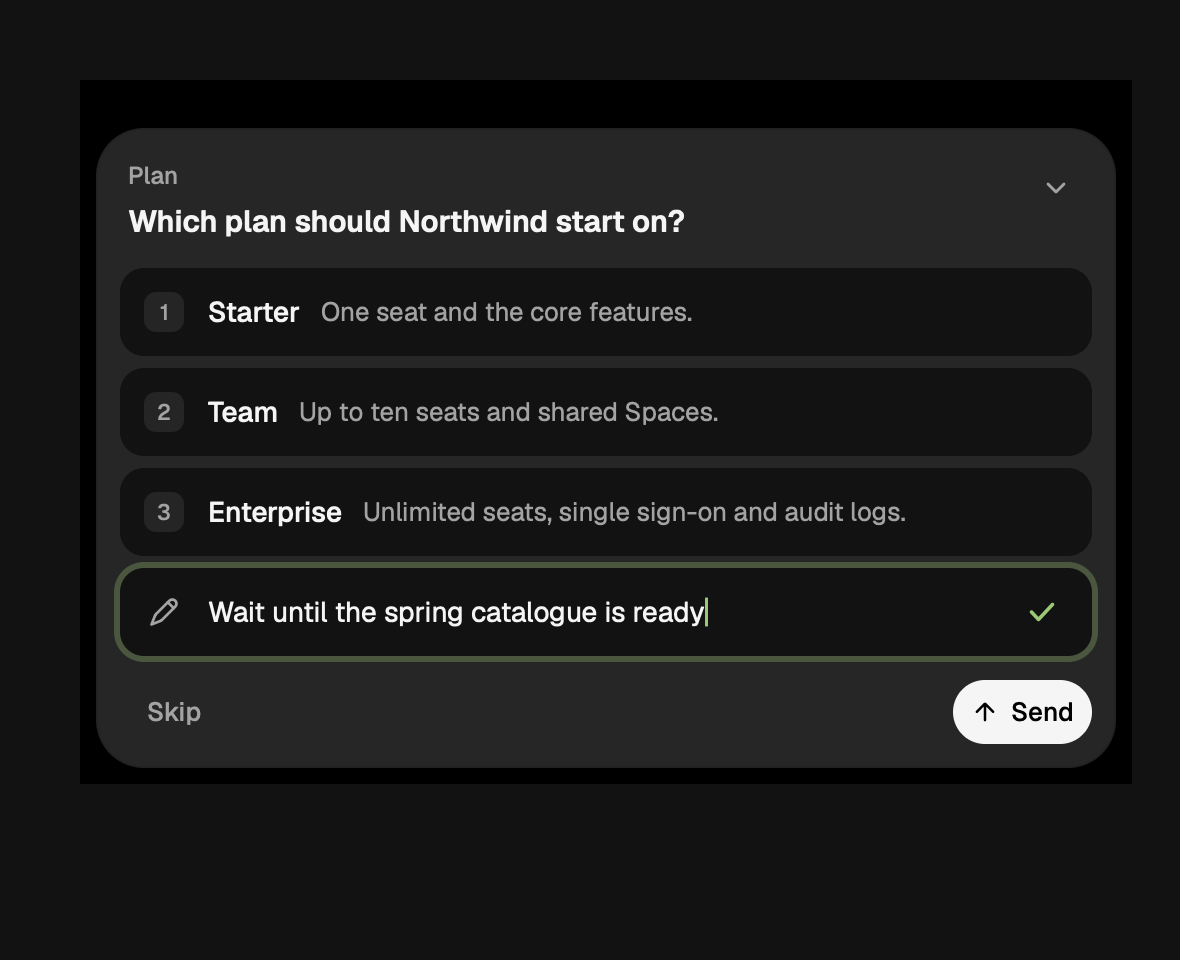 Plan
Which plan should Northwind start on?
1 Starter One seat and the core features.
2 Team Up to ten seats and shared Spaces.
3 Enterprise Unlimited seats, single sign-on and audit logs.
Wait until the spring catalogue is ready
Skip Send